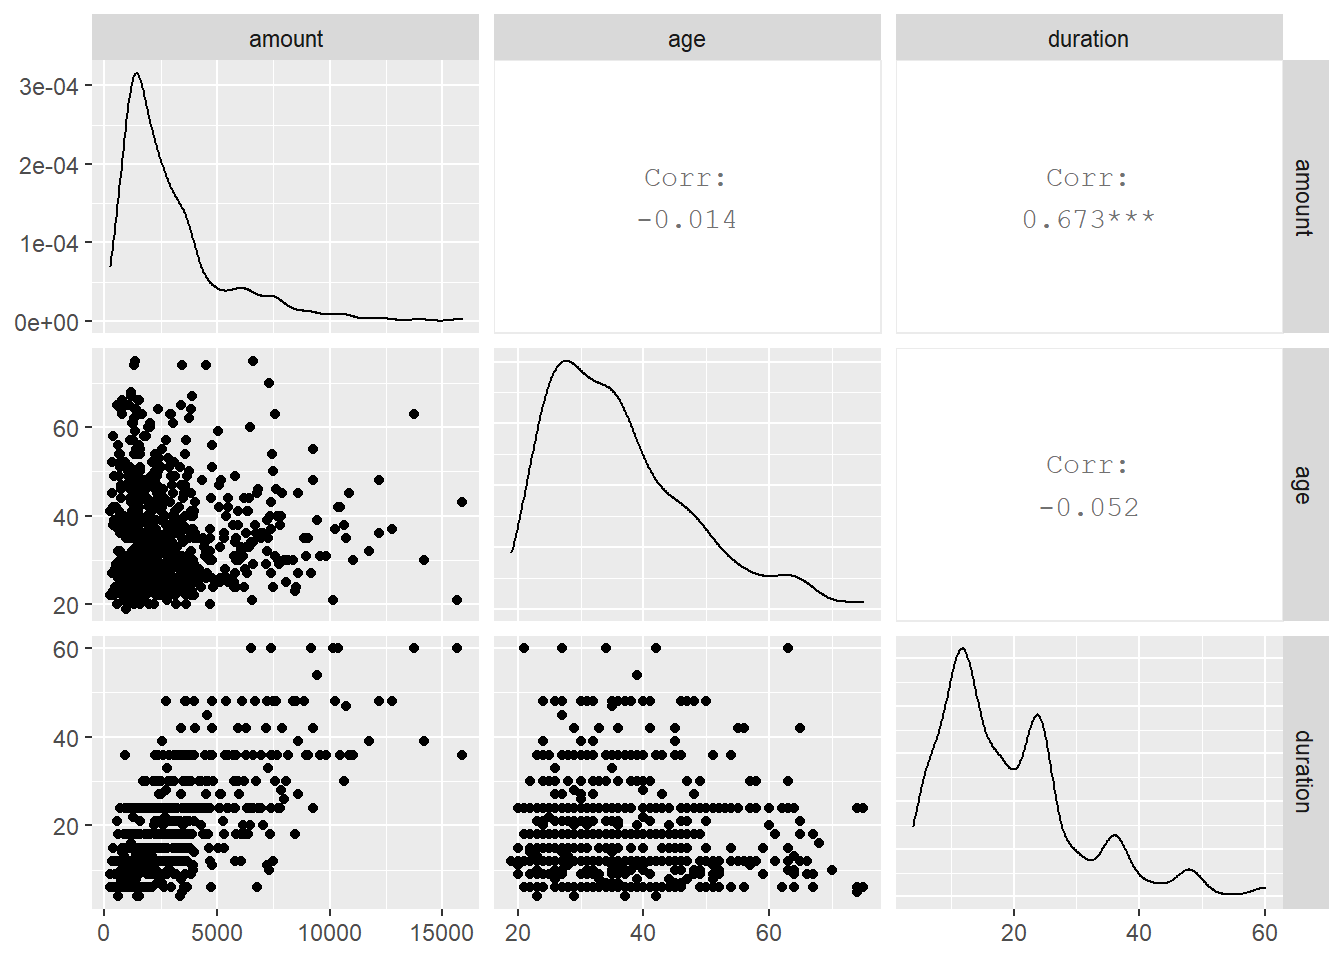 amount age duration
3e-04
2e-04
1e-04
0e+00
Corr:
-0.014
Corr:
0.673***
amount
60
40
20
Corr:
-0.052
age
60
40
20
duration
0 5000 10000 15000 20 40 60 20 40 60